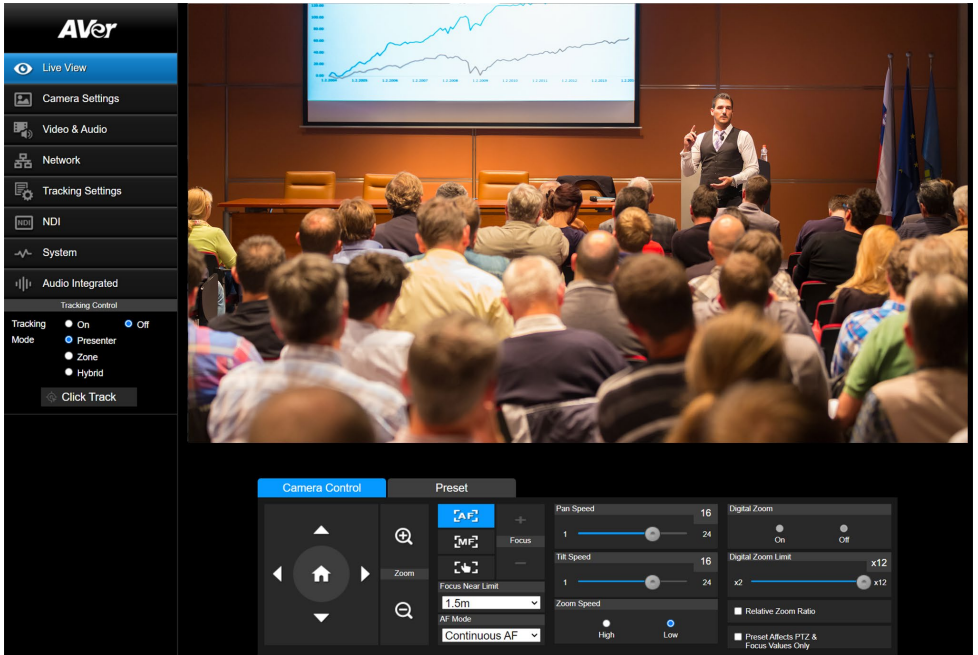 AVer
Live View
Camera Settings
Video & Audio
Network
Tracking Settings
NDI NDI
System
Audio Integrated
Tracking Control
Tracking On Off
Mode Presenter
Zone
Hybrid
Click Track
Camera Control Preset
Zoom
AF
MF
+
Focus
Focus Near Limit
1.5m
AF Mode
Continuous AF
Pan Speed 16
1 24
Tilt Speed 16
1 24
Zoom Speed
High Low
Digital Zoom
On Off
Digital Zoom Limit x12
x2 x12
Relative Zoom Ratio
Preset Affects PTZ &
Focus Values Only